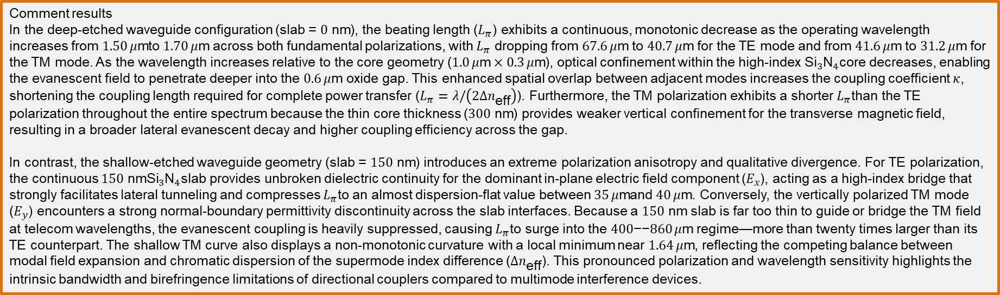 Comment results
In the deep-etched waveguide configuration (slab = 0 nm), the beating length (𝐿𝜋) exhibits a continuous, monotonic decrease as the operating wavelength
increases from 1.50 𝜇mto 1.70 𝜇m across both fundamental polarizations, with 𝐿𝜋 dropping from 67.6 𝜇m to 40.7 𝜇m for the TE mode and from 41.6 𝜇m to 31.2 𝜇m for
the TM mode. As the wavelength increases relative to the core geometry (1.0 𝜇m × 0.3 𝜇m), optical confinement within the high-index Si₃N₄core decreases, enabling
the evanescent field to penetrate deeper into the 0.6 𝜇m oxide gap. This enhanced spatial overlap between adjacent modes increases the coupling coefficient 𝜅,
shortening the coupling length required for complete power transfer (𝐿𝜋 = 𝜆/(2Δ𝑛eff)). Furthermore, the TM polarization exhibits a shorter 𝐿𝜋than the TE
polarization throughout the entire spectrum because the thin core thickness (300 nm) provides weaker vertical confinement for the transverse magnetic field,
resulting in a broader lateral evanescent decay and higher coupling efficiency across the gap.
In contrast, the shallow-etched waveguide geometry (slab = 150 nm) introduces an extreme polarization anisotropy and qualitative divergence. For TE polarization,
the continuous 150 nmSi₃N₄slab provides unbroken dielectric continuity for the dominant in-plane electric field component (𝐸𝑥), acting as a high-index bridge that
strongly facilitates lateral tunneling and compresses 𝐿𝜋to an almost dispersion-flat value between 35 𝜇mand 40 𝜇m. Conversely, the vertically polarized TM mode
(𝐸𝑦) encounters a strong normal-boundary permittivity discontinuity across the slab interfaces. Because a 150 nm slab is far too thin to guide or bridge the TM field
at telecom wavelengths, the evanescent coupling is heavily suppressed, causing 𝐿𝜋to surge into the 400−−860 𝜇m regime—more than twenty times larger than its
TE counterpart. The shallow TM curve also displays a non-monotonic curvature with a local minimum near 1.64 𝜇m, reflecting the competing balance between
modal field expansion and chromatic dispersion of the supermode index difference (Δ𝑛eff). This pronounced polarization and wavelength sensitivity highlights the
intrinsic bandwidth and birefringence limitations of directional couplers compared to multimode interference devices.